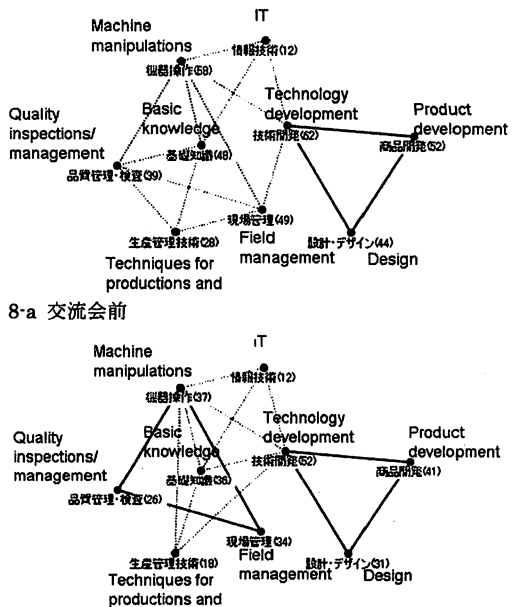 IT
Machine
manipulations
情報技術(12)
機器操作(58)
Technology
development
Basic
knowledge
Product
development
Quality
inspections/
management
技術開発(62)
商品開発(52)
基礎知識(48)
品質管理・検査(39)
現場管理(49)
生産管理技術(28)
Field
management
設計・デザイン(44)
Design
Techniques for
productions and
8-a 交流会前
IT
Machine
manipulations
情報技術(12)
機器操作(37)
Technology
development
Basic
knowledge
Product
development
Quality
inspections/
management
技術開発(52)
商品開発(41)
基礎知識(36)
品質管理・検査(26)
現場管理(34)
生産管理技術(18)
Field
management
設計・デザイン(31)
Design
Techniques for
productions and